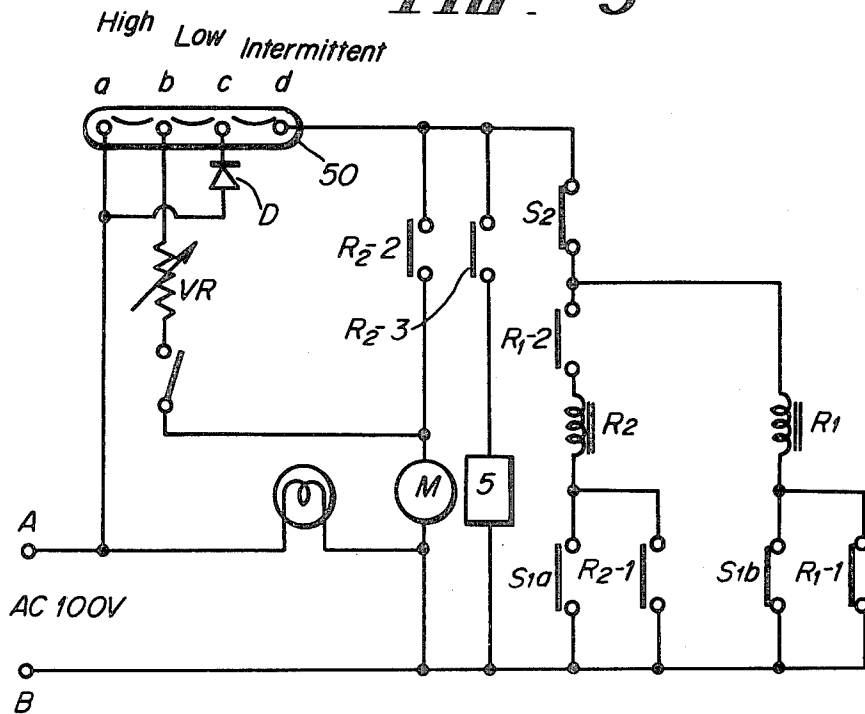 High Low Intermittent
a b c d
50
D
S2
R2-2
VR
R2-3
R1-2
R2
R1
M
5
A
S1a
R2-1
S1b
R1-1
AC 100V
B